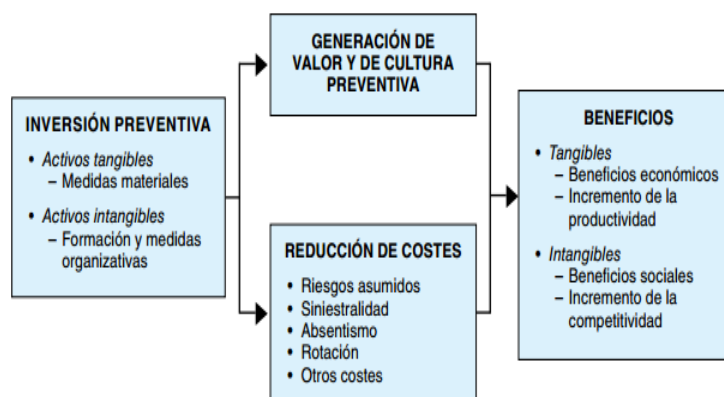 INVERSIÓN PREVENTIVA
• Activos tangibles
– Medidas materiales
• Activos intangibles
– Formación y medidas
organizativas
GENERACIÓN DE
VALOR Y DE CULTURA
PREVENTIVA
REDUCCIÓN DE COSTES
• Riesgos asumidos
• Siniestralidad
• Absentismo
• Rotación
• Otros costes
BENEFICIOS
• Tangibles
– Beneficios económicos
– Incremento de la
productividad
• Intangibles
– Beneficios sociales
– Incremento de la
competitividad